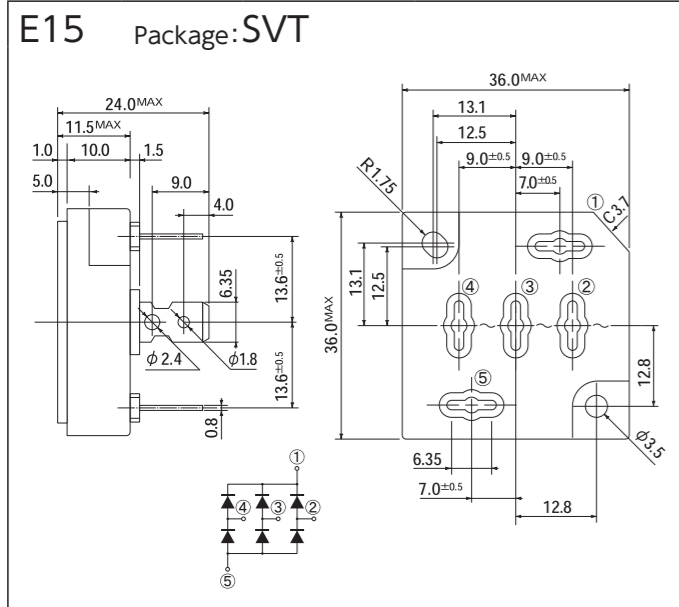 E15 Package:SVT
24.0MAX
11.5MAX
1.0 10.0 1.5
5.0
9.0
4.0
13.6±0.5
6.35
φ2.4 φ1.8
13.6±0.5
0.8
36.0MAX
13.1
12.5
9.0±0.5 9.0±0.5
7.0±0.5
R1.75
① C3.7
36.0MAX
13.1
12.5
④ ③ ②
⑤
12.8
φ3.5
6.35
7.0±0.5
12.8
①
④ ③ ②
⑤